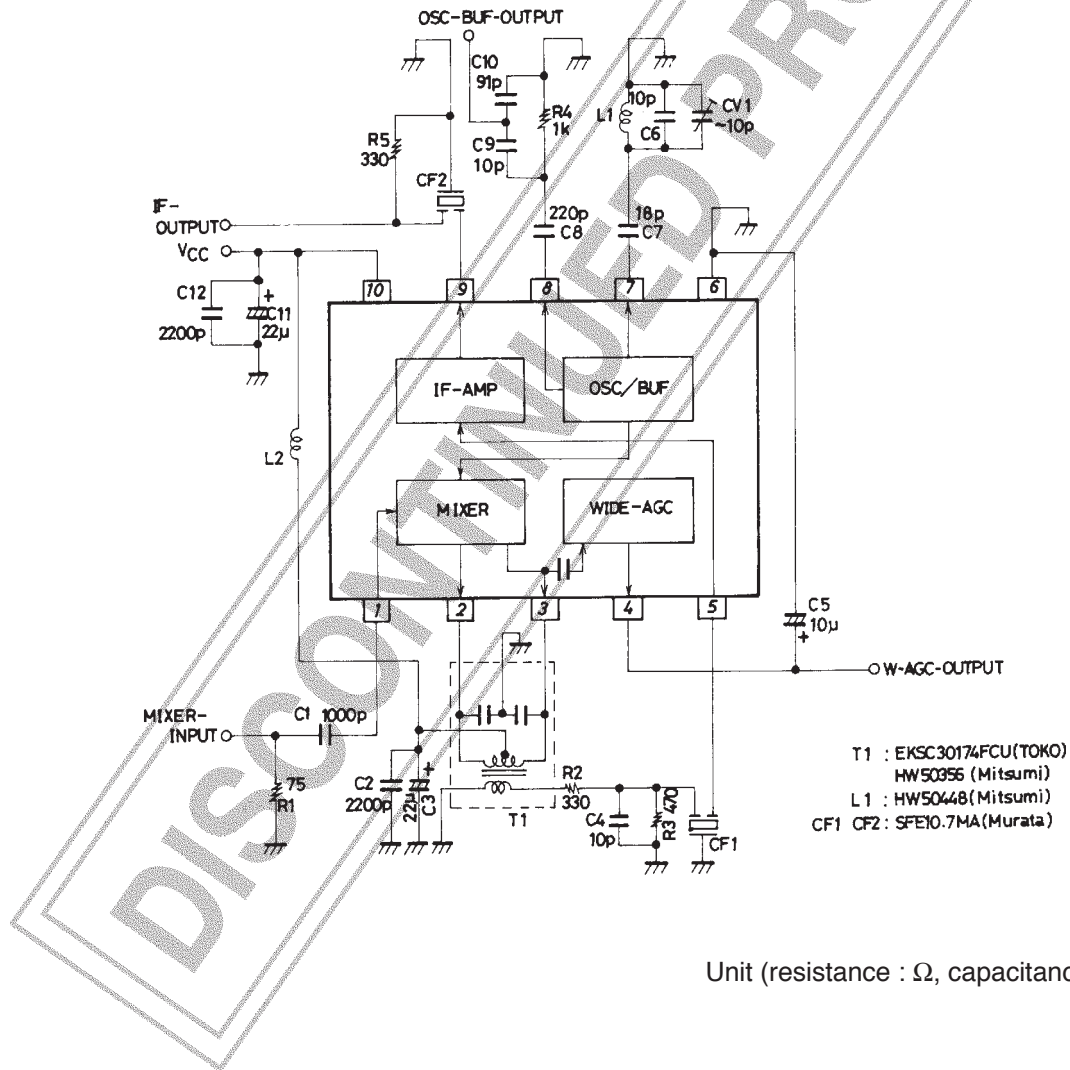 OSC-BUF-OUTPUT
C10
91p
R4
1k
C9
10p
L1
10p
C6
CV1
~10p
R5
330
CF2
IF-
OUTPUT
VCC
220p
C8
18p
C7
C12
2200p
+
C11
22μ
10
9
8
7
6
IF-AMP
OSC/BUF
L2
MIXER
WIDE-AGC
1
2
3
4
5
C5
10μ
+
W-AGC-OUTPUT
MIXER-
INPUT
C1 1000p
75
R1
C2
2200p
22μ
+
C3
T1
R2
330
C4
10p
R3 470
CF1
T1 : EKSC30174FCU(TOKO)
HW50356 (Mitsumi)
L1 : HW50448(Mitsumi)
CF1 CF2 : SFE10.7MA(Murata)
Unit (resistance : Ω, capacitanc
DISCONTINUED PR